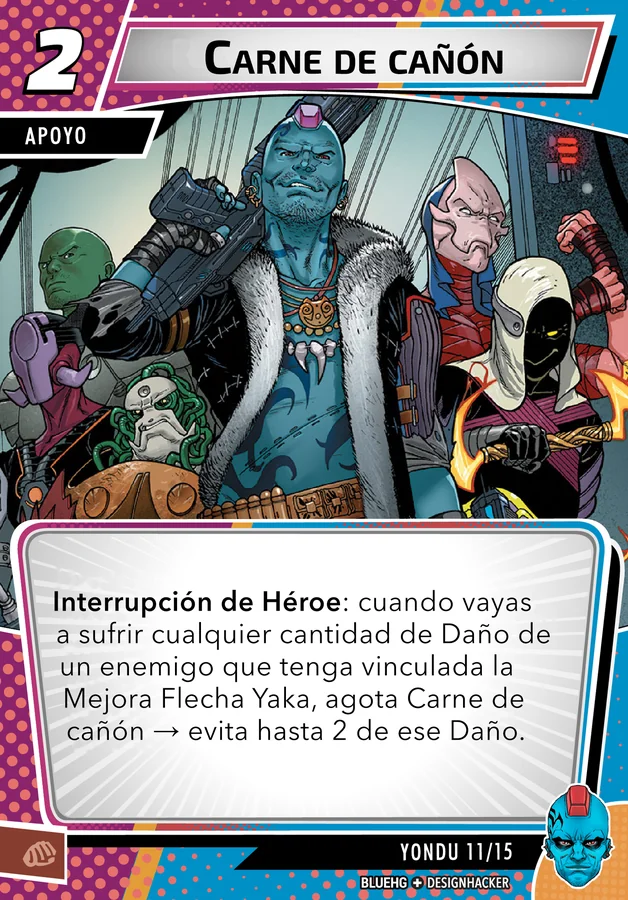 2
CARNE DE CAÑÓN
APOYO
Interrupción de Héroe: cuando vayas
a sufrir cualquier cantidad de Daño de
un enemigo que tenga vinculada la
Mejora Flecha Yaka, agota Carne de
cañón → evita hasta 2 de ese Daño.
YONDU 11/15
BLUEHG + DESIGNHACKER